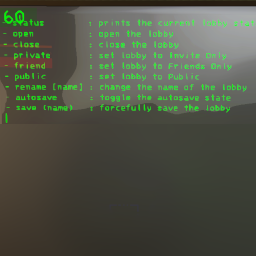 60
- status : prints the current lobby
- open : open the lobby
- close : close the lobby
- private : set lobby to Invite Only
- friend : set lobby to Friends Only
- public : set lobby to Public
- rename [name] : change the name of the lobby
autosave : toggle the autosave state
- save (name) : forcefully save the lobby